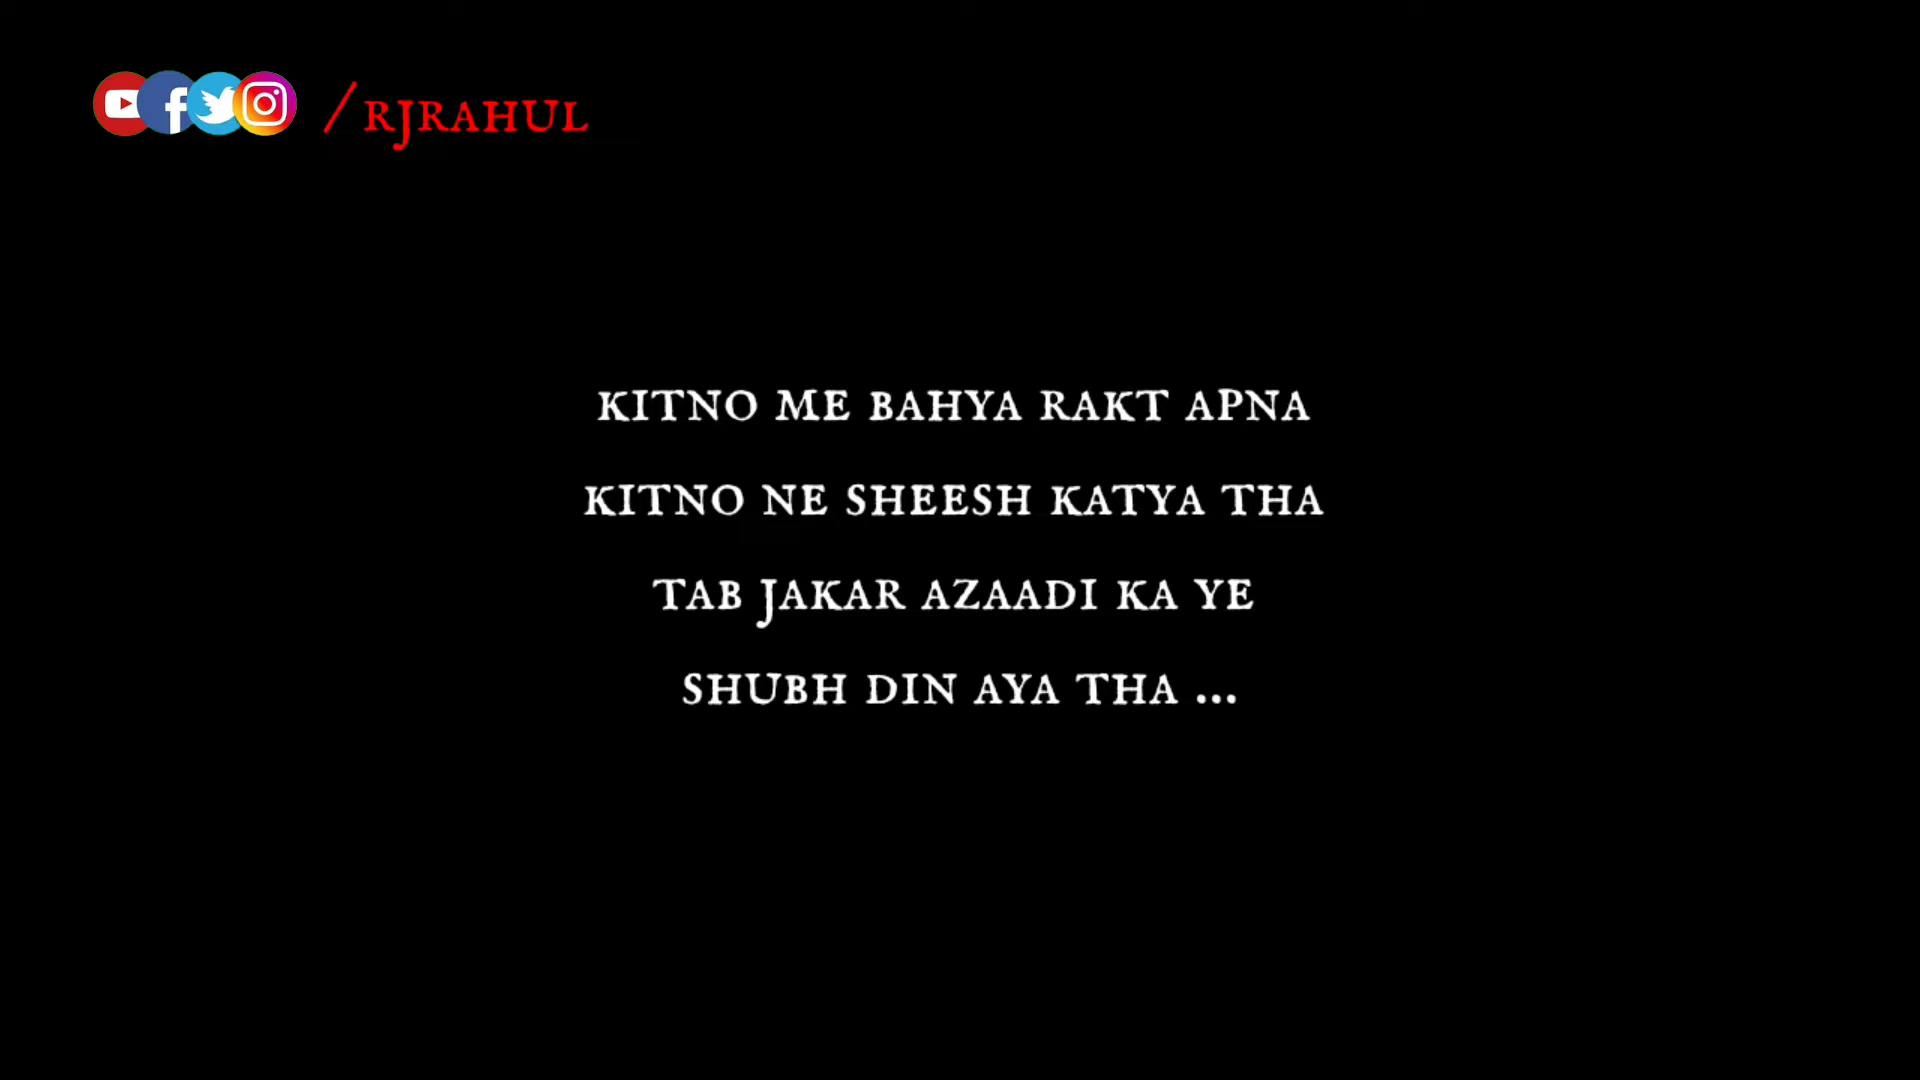 /RJRAHUL
KITNO ME BAHYA RAKT APNA
KITNO NE SHEESH KATYA THA
TAB JAKAR AZAADI KA YE
SHUBH DIN AYA THA ...